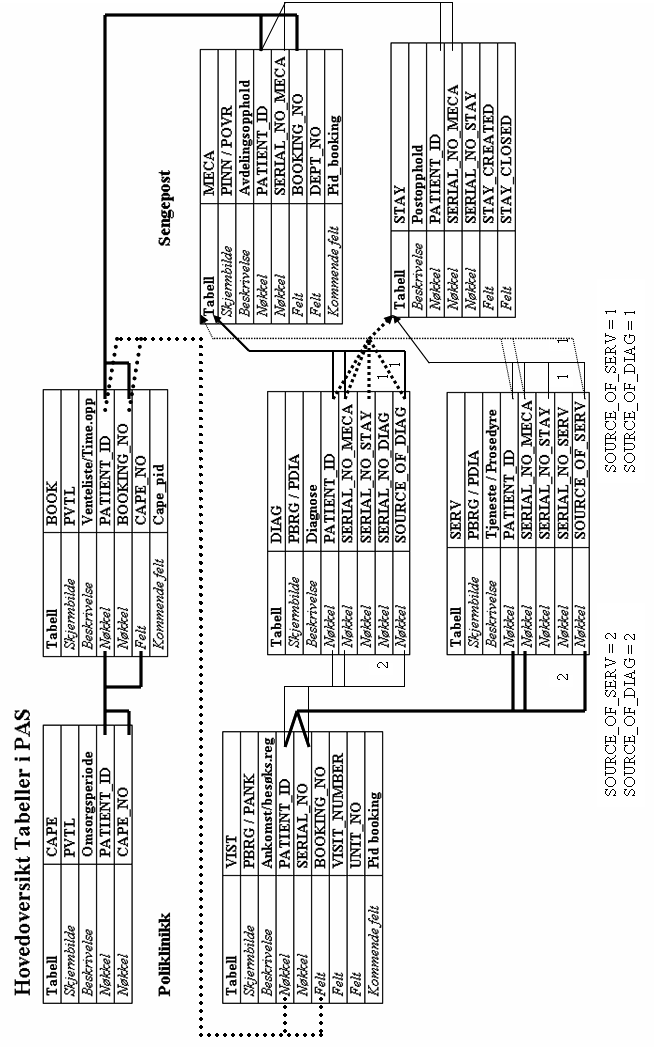 Hovedoversikt Tabeller i PAS
Tabell CAPE
Skjermbilde PVTL
Beskrivelse Omsorgsperiode
Nøkkel PATIENT_ID
Nøkkel CAPE_NO
Tabell BOOK
Skjermbilde PVTL
Beskrivelse Venteliste/Time.opp
Nøkkel PATIENT_ID
Nøkkel BOOKING_NO
Felt CAPE_NO
Kommende felt Cape_pid
Poliklinikk
Sengepost
Tabell VIST
Skjermbilde PBRG / PANK
Beskrivelse Ankomst/besøks.reg
Nøkkel PATIENT_ID
Nøkkel SERIAL_NO
Felt BOOKING_NO
Felt VISIT_NUMBER
Felt UNIT_NO
Kommende felt Pid booking
Tabell DIAG
Skjermbilde PBRG / PDIA
Beskrivelse Diagnose
Nøkkel PATIENT_ID
Nøkkel SERIAL_NO_MECA
Nøkkel SERIAL_NO_STAY
Nøkkel SERIAL_NO_DIAG
Nøkkel SOURCE_OF_DIAG
2
1
1
Tabell MECA
Skjermbilde PINN / POVR
Beskrivelse Avdelingsopphold
Nøkkel PATIENT_ID
Nøkkel SERIAL_NO_MECA
Felt BOOKING_NO
Felt DEPT_NO
Kommende felt Pid_booking
Tabell STAY
Beskrivelse Postopphold
Nøkkel PATIENT_ID
Nøkkel SERIAL_NO_MECA
Nøkkel SERIAL_NO_STAY
Felt STAY_CREATED
Felt STAY_CLOSED
Tabell SERV
Skjermbilde PBRG / PDIA
Beskrivelse Tjeneste / Prosedyre
Nøkkel PATIENT_ID
Nøkkel SERIAL_NO_MECA
Nøkkel SERIAL_NO_STAY
Nøkkel SERIAL_NO_SERV
Nøkkel SOURCE_OF_SERV
2
1
1
SOURCE_OF_SERV = 2
SOURCE_OF_DIAG = 2
SOURCE_OF_SERV = 1
SOURCE_OF_DIAG = 1